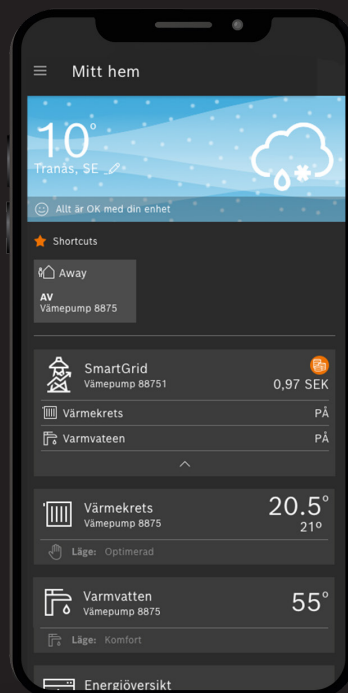 Mitt hem
10°
Tranås, SE
Allt är OK med din enhet
Shortcuts
Away
AV
Vämepump 8875
SmartGrid
Vämepump 88751
0,97 SEK
Värmekrets PÅ
Varmvateen PÅ
Värmekrets
Vämepump 8875
20.5°
21°
Läge: Optimerad
Varmvatten
Vämepump 8875
55°
Läge: Komfort
Energiöversikt